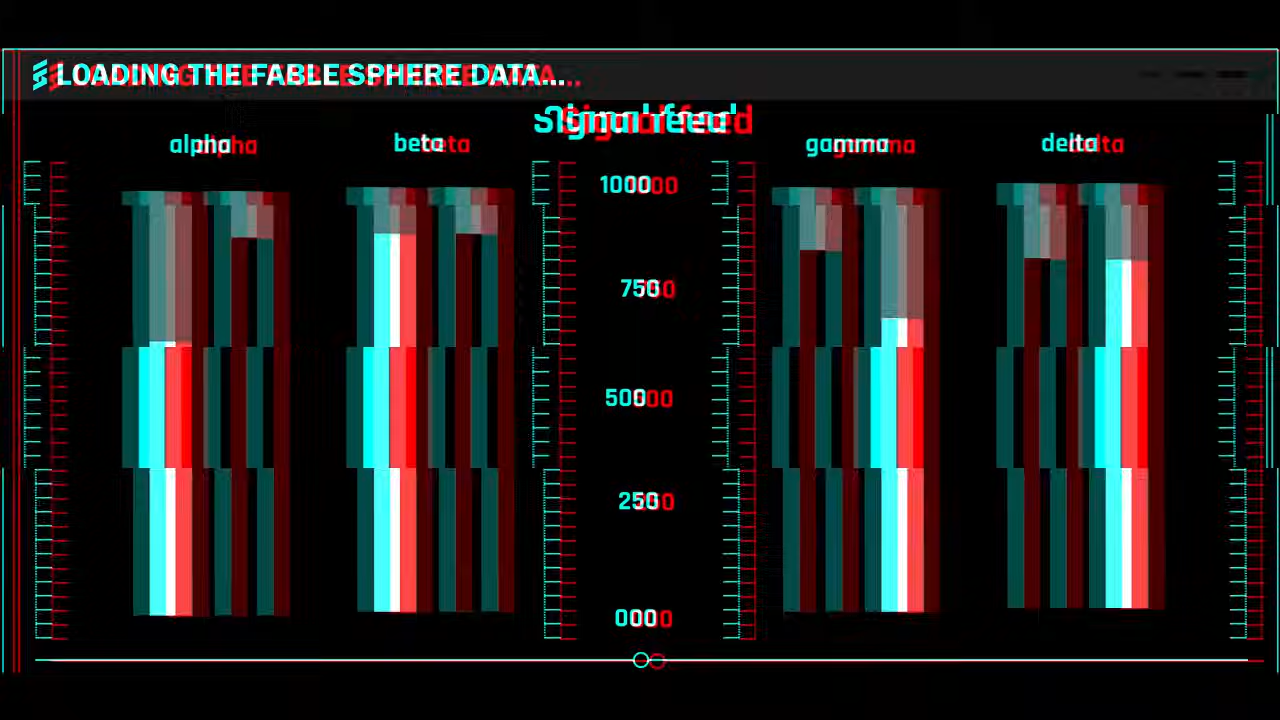 LOADING THE FABLE SPHERE DATA...
Signal feed
alpha
beta
gamma
delta
1000
750
500
250
000